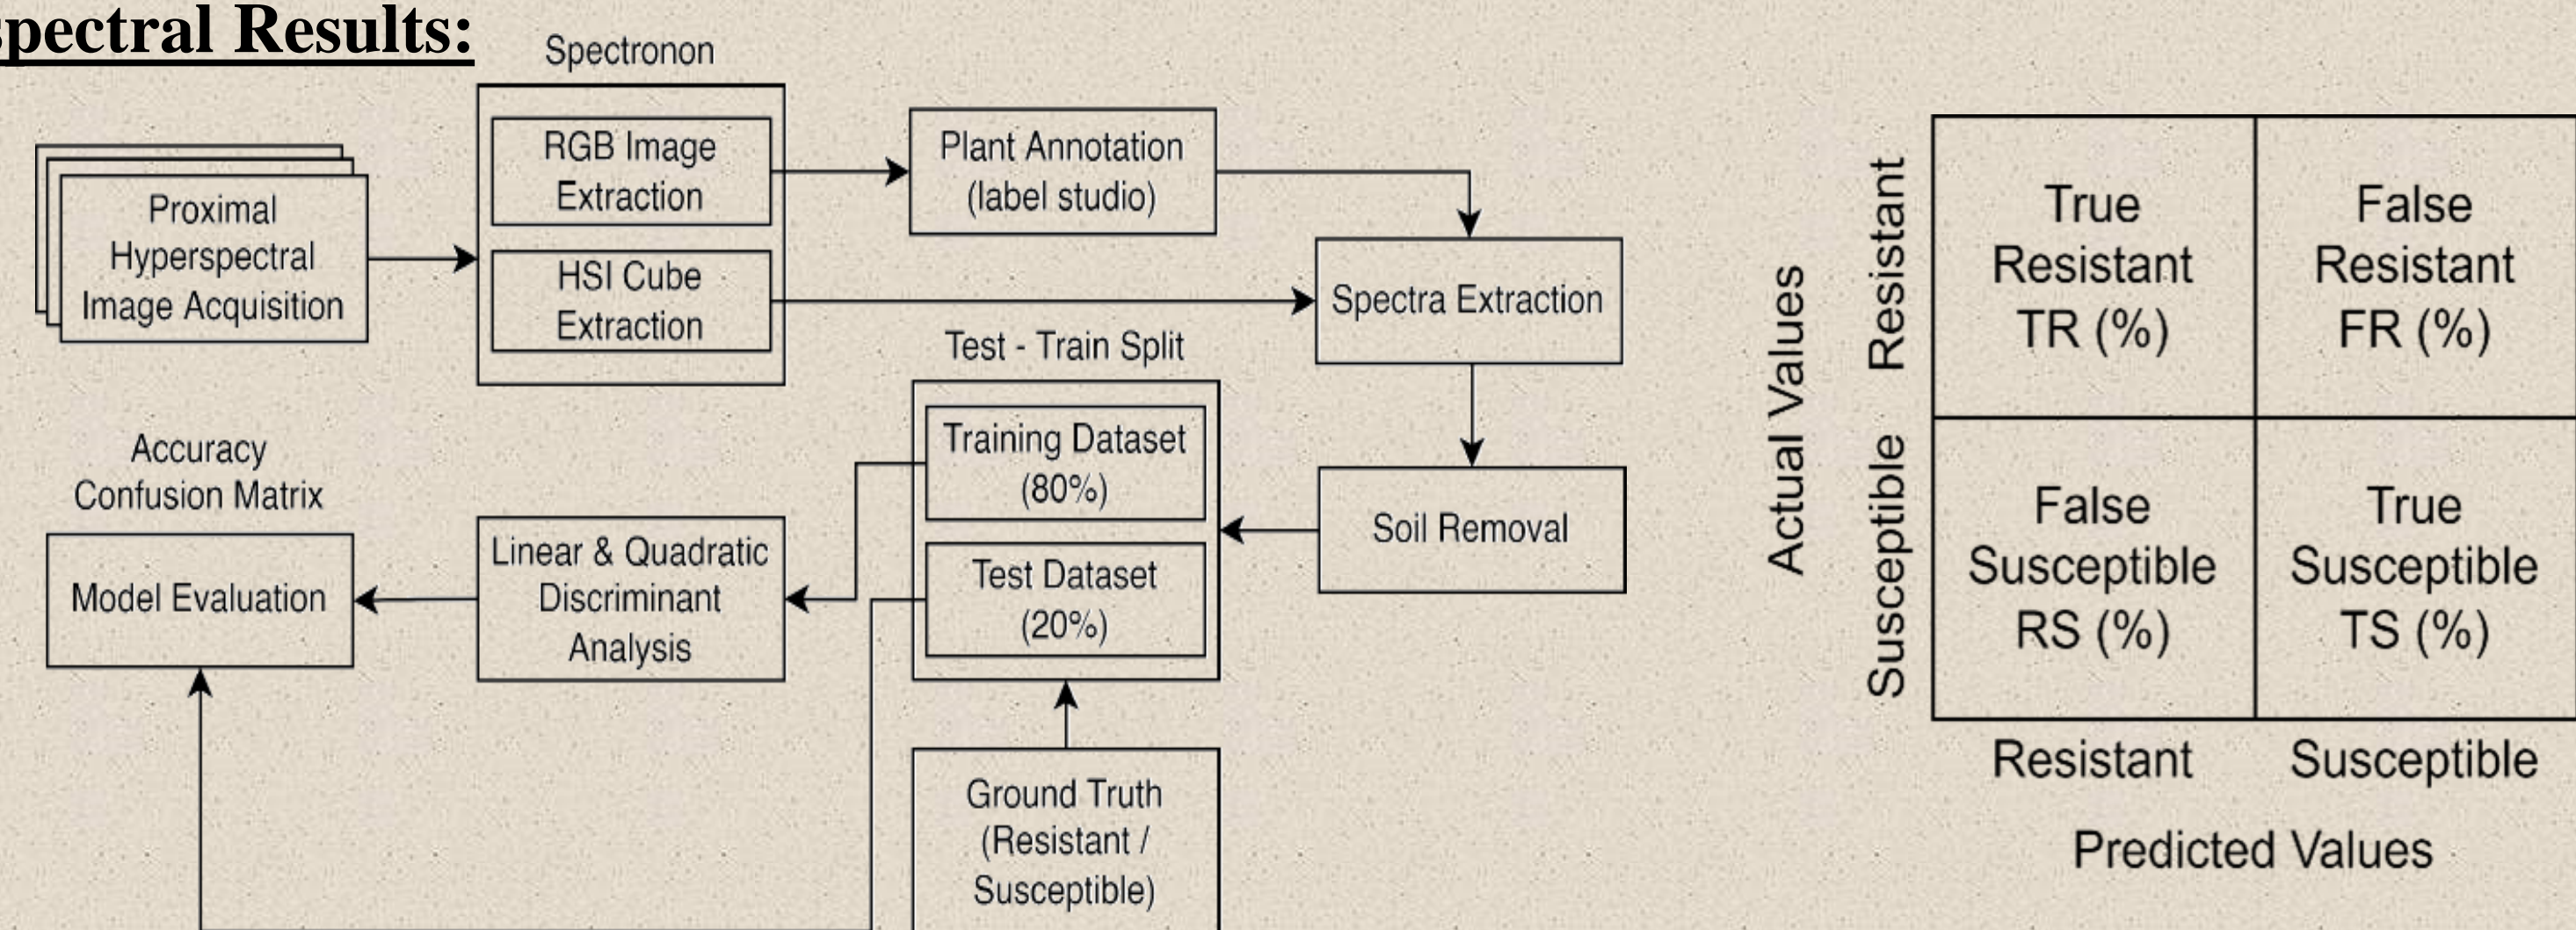 spectral Results:
Spectronon
RGB Image
Extraction
HSI Cube
Extraction
Proximal
Hyperspectral
Image Acquisition
Plant Annotation
(label studio)
Spectra Extraction
Soil Removal
Test - Train Split
Training Dataset
(80%)
Test Dataset
(20%)
Ground Truth
(Resistant /
Susceptible)
Linear & Quadratic
Discriminant
Analysis
Accuracy
Confusion Matrix
Model Evaluation
Actual Values
Resistant
Susceptible
True
Resistant
TR (%)
False
Resistant
FR (%)
False
Susceptible
RS (%)
True
Susceptible
TS (%)
Resistant
Susceptible
Predicted Values